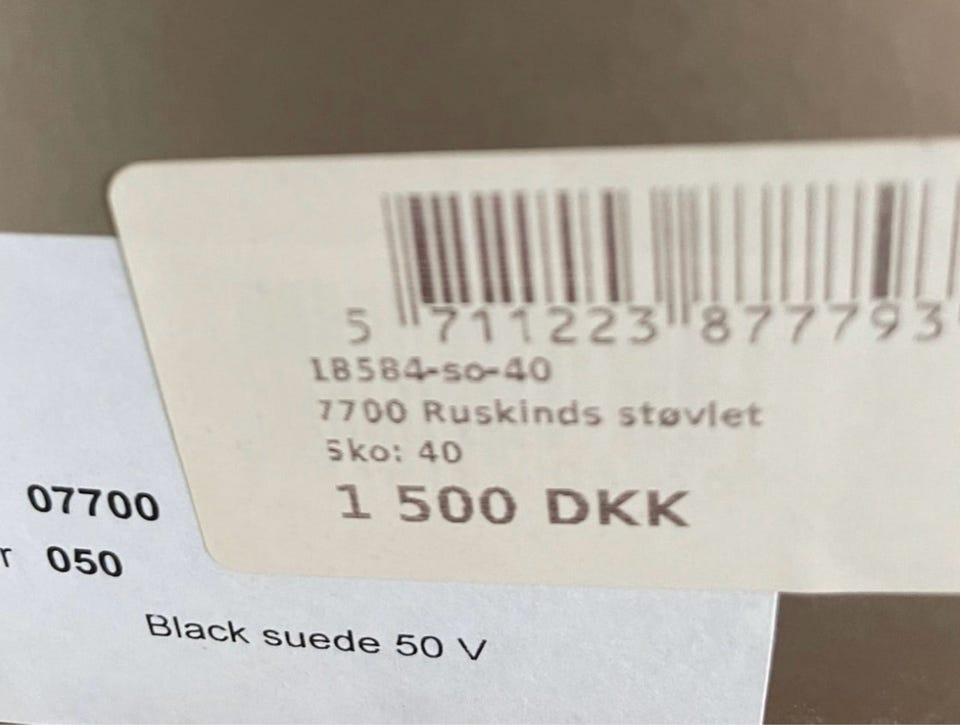 5 711223 877793
18584-so-40
7700 Ruskinds støvlet
Sko: 40
1 500 DKK
07700
r 050
Black suede 50 V